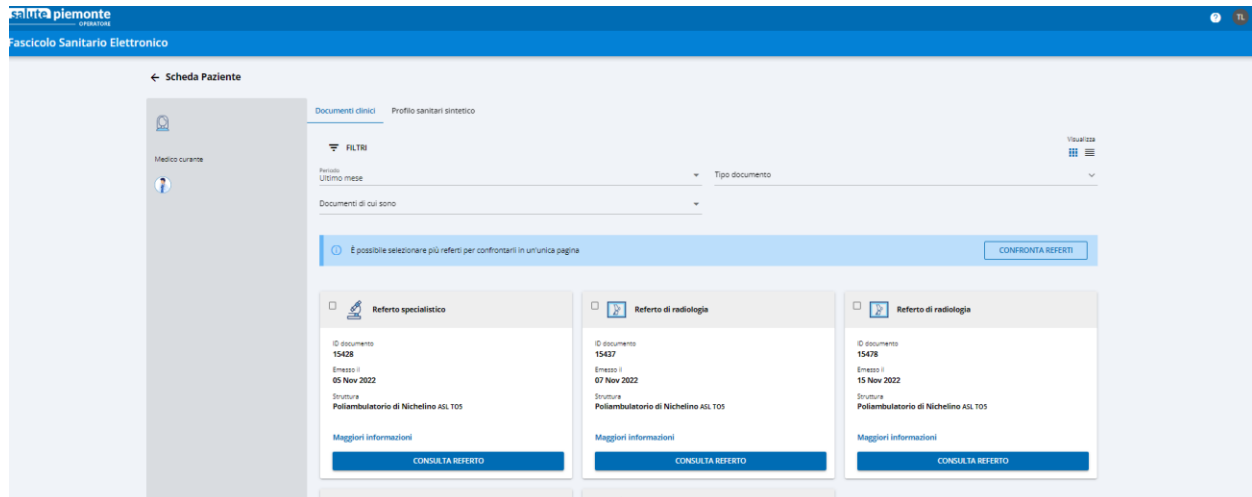 salute piemonte
OPERATORE
? TL
Fascicolo Sanitario Elettronico
← Scheda Paziente
Medico curante
Documenti clinici Profilo sanitari sintetico
FILTRI
Visualizza
Periodo
Ultimo mese
Tipo documento
Documenti di cui sono
È possibile selezionare più referti per confrontarli in un'unica pagina
CONFRONTA REFERTI
Referto specialistico
ID documento
15428
Emesso il
05 Nov 2022
Struttura
Poliambulatorio di Nichelino ASL TO5
Maggiori informazioni
CONSULTA REFERTO
Referto di radiologia
ID documento
15437
Emesso il
07 Nov 2022
Struttura
Poliambulatorio di Nichelino ASL TO5
Maggiori informazioni
CONSULTA REFERTO
Referto di radiologia
ID documento
15478
Emesso il
15 Nov 2022
Struttura
Poliambulatorio di Nichelino ASL TO5
Maggiori informazioni
CONSULTA REFERTO